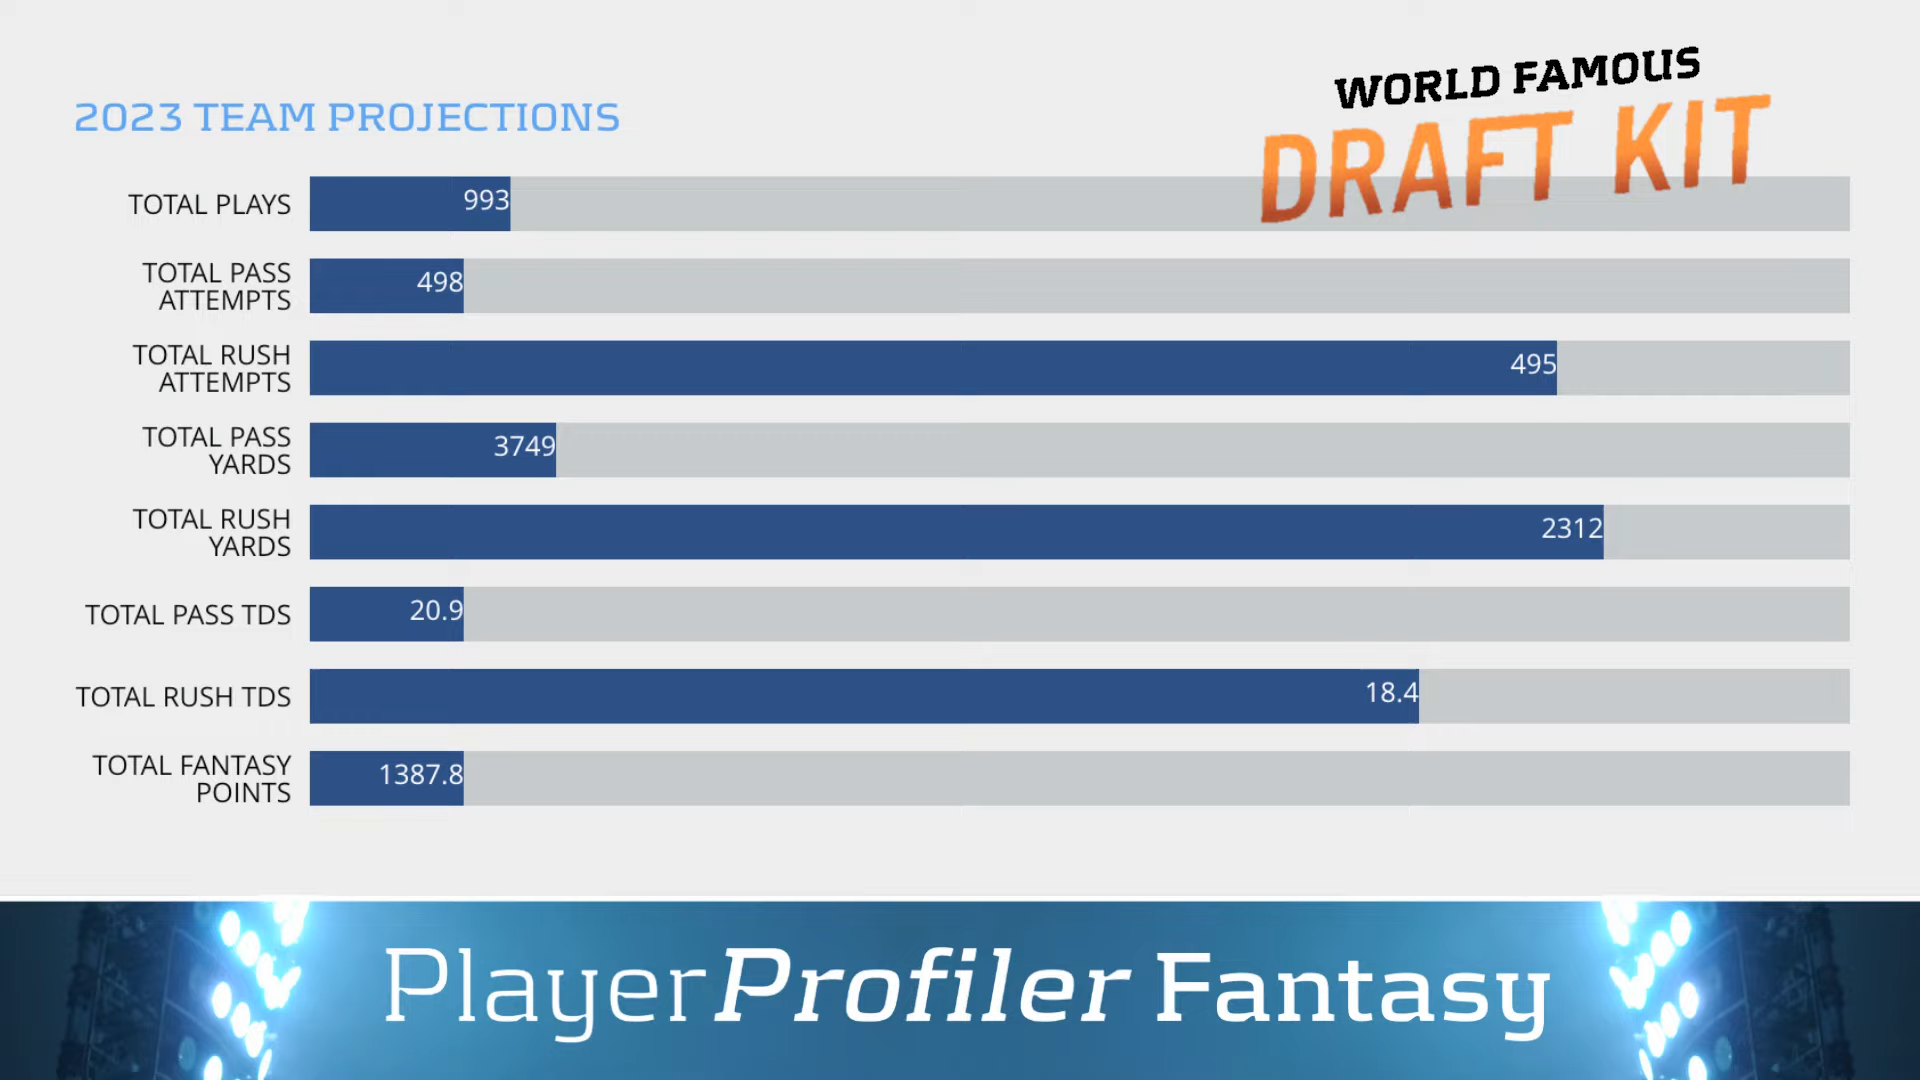 WORLD FAMOUS
DRAFT KIT
2023 TEAM PROJECTIONS
TOTAL PLAYS 993
TOTAL PASS
ATTEMPTS 498
TOTAL RUSH
ATTEMPTS 495
TOTAL PASS
YARDS 3749
TOTAL RUSH
YARDS 2312
TOTAL PASS TDS 20.9
TOTAL RUSH TDS 18.4
TOTAL FANTASY
POINTS 1387.8
PlayerProfiler Fantasy